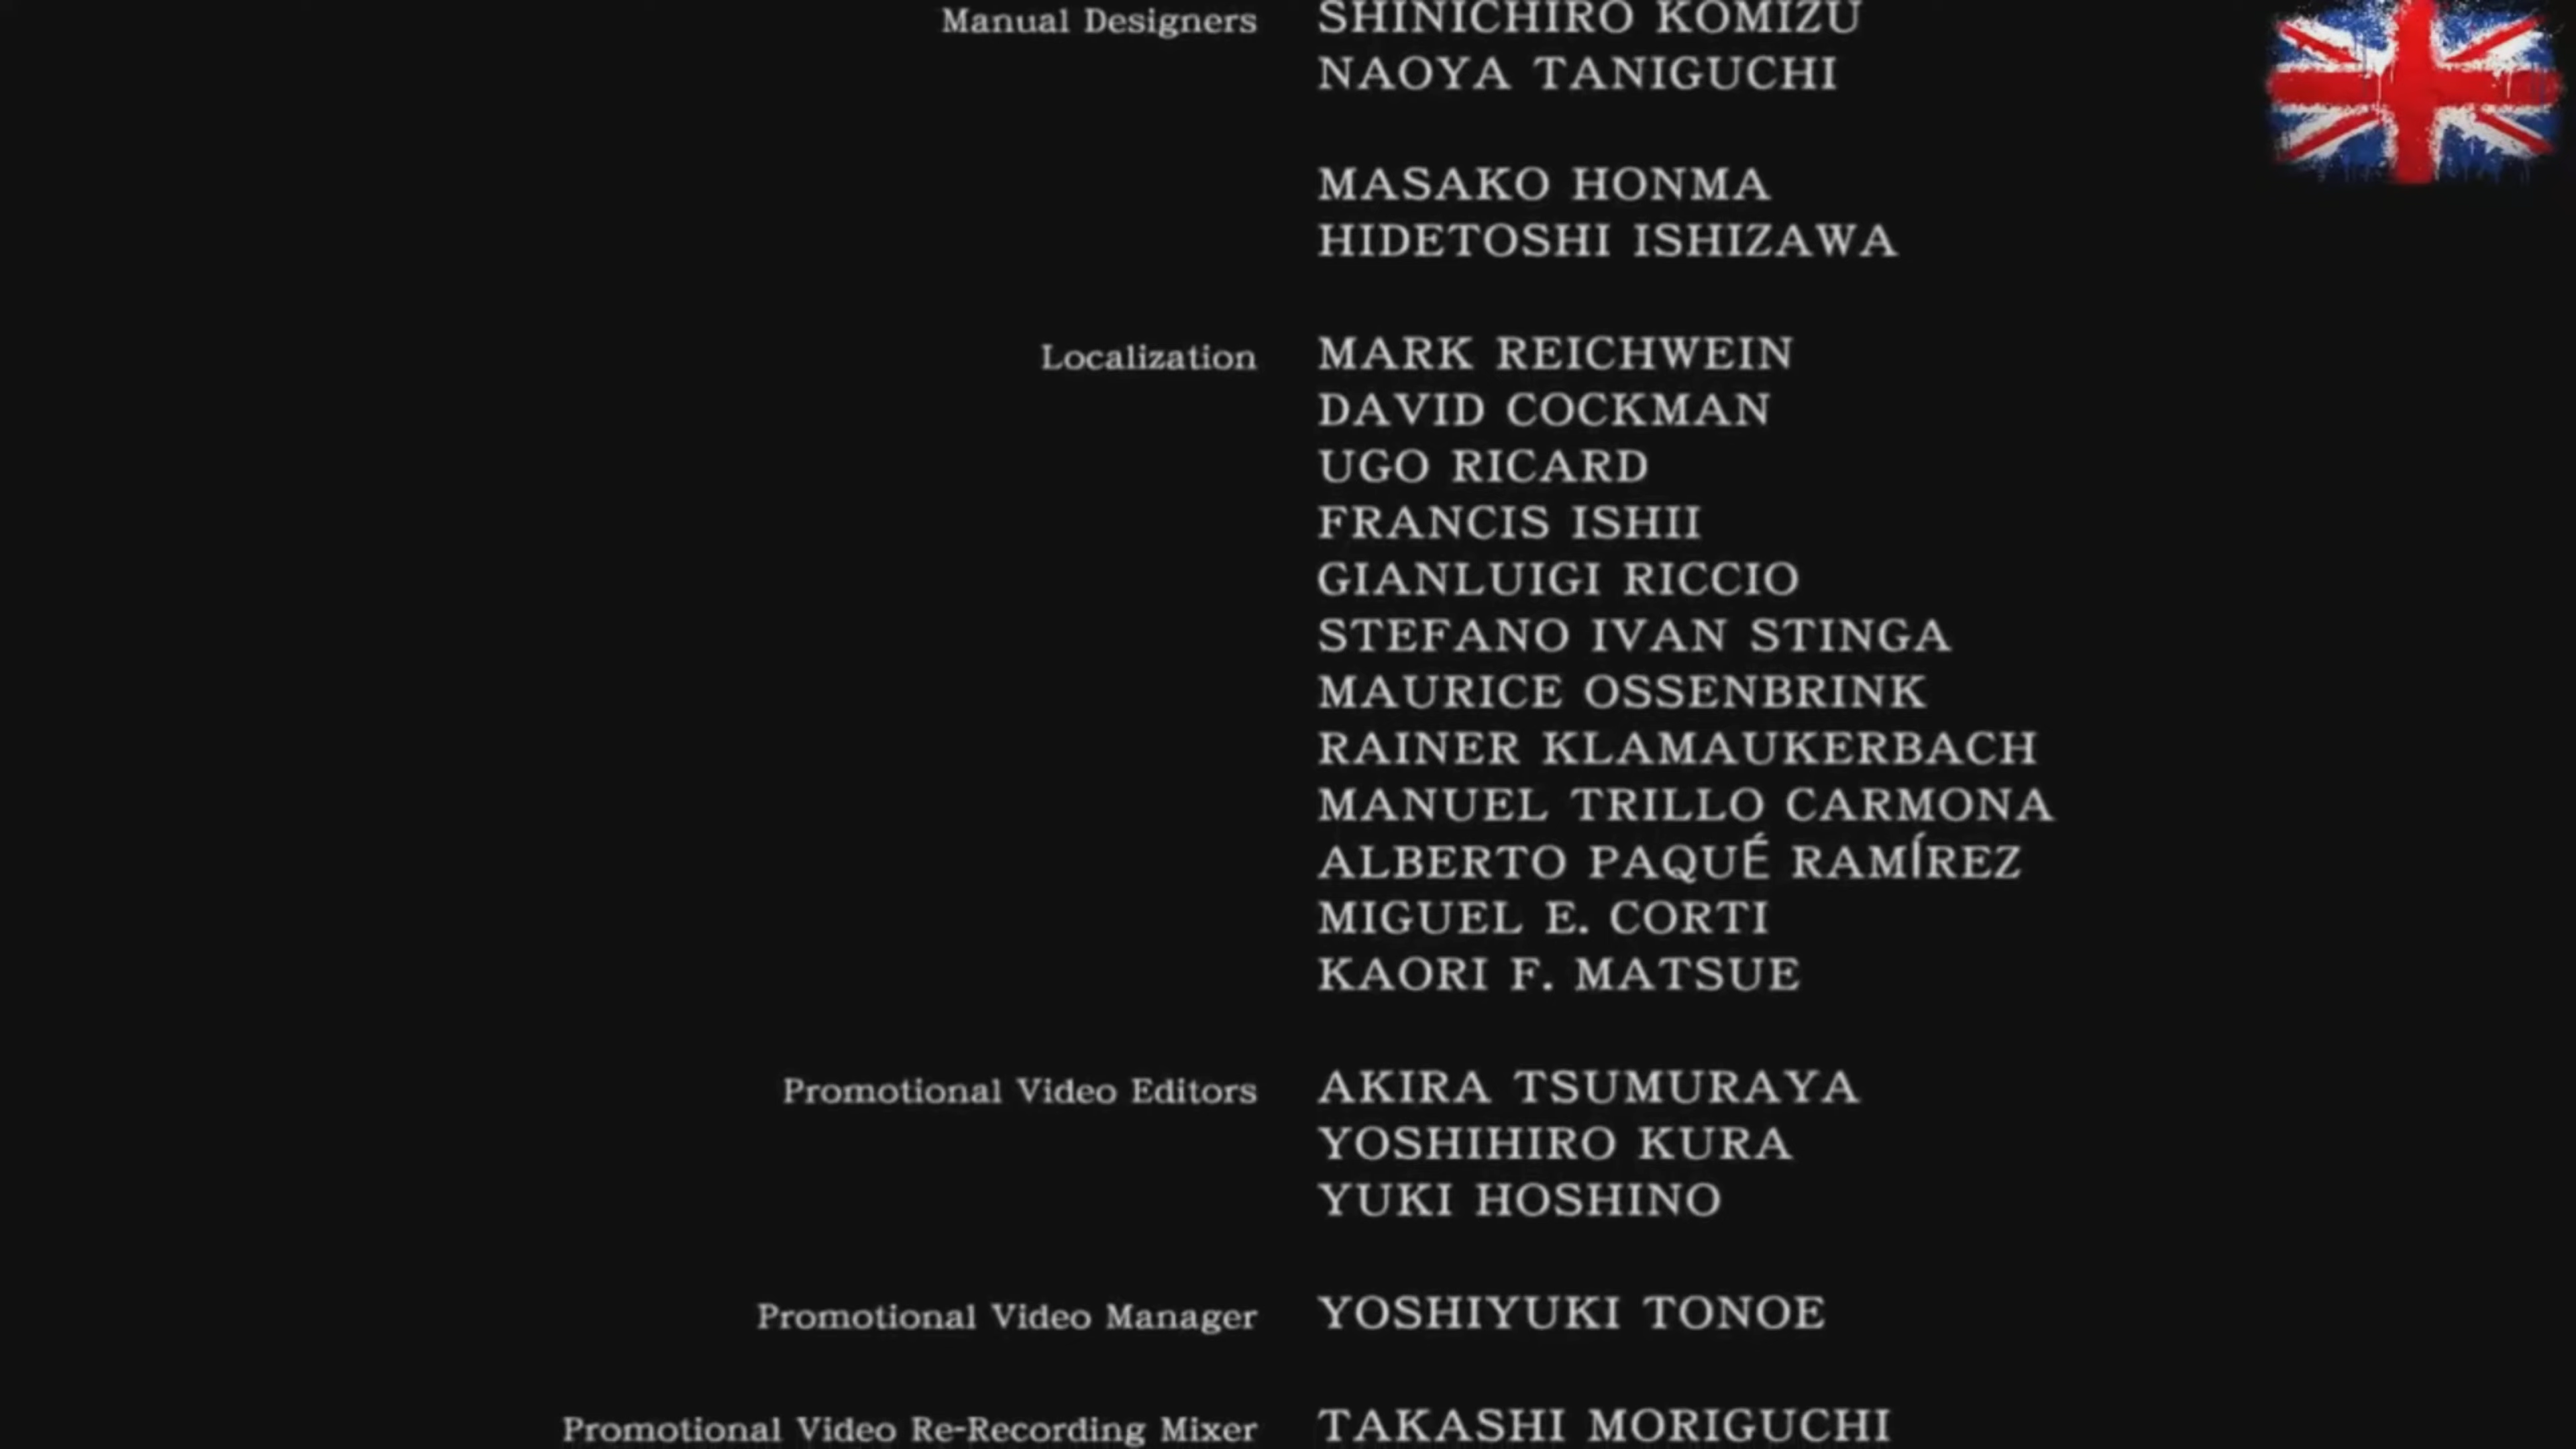 Manual Designers SHINICHIRO KOMIZU
NAOYA TANIGUCHI
MASAKO HONMA
HIDETOSHI ISHIZAWA
Localization MARK REICHWEIN
DAVID COCKMAN
UGO RICARD
FRANCIS ISHII
GIANLUIGI RICCIO
STEFANO IVAN STINGA
MAURICE OSSENBRINK
RAINER KLAMAUKERBACH
MANUEL TRILLO CARMONA
ALBERTO PAQUÉ RAMÍREZ
MIGUEL E. CORTI
KAORI F. MATSUE
Promotional Video Editors AKIRA TSUMURAYA
YOSHIHIRO KURA
YUKI HOSHINO
Promotional Video Manager YOSHIYUKI TONOE
Promotional Video Re-Recording Mixer TAKASHI MORIGUCHI